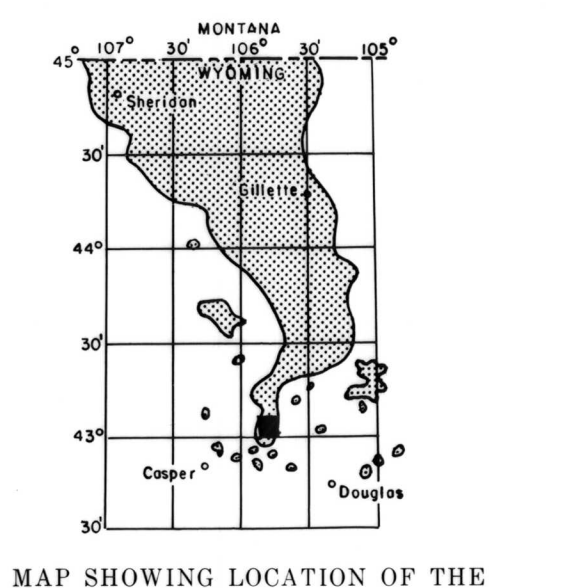 MONTANA
45° 107° 30' 106° 30' 105°
WYOMING
Sheridan
30'
Gillette
44°
30'
43°
Casper
Douglas
30'
MAP SHOWING LOCATION OF THE